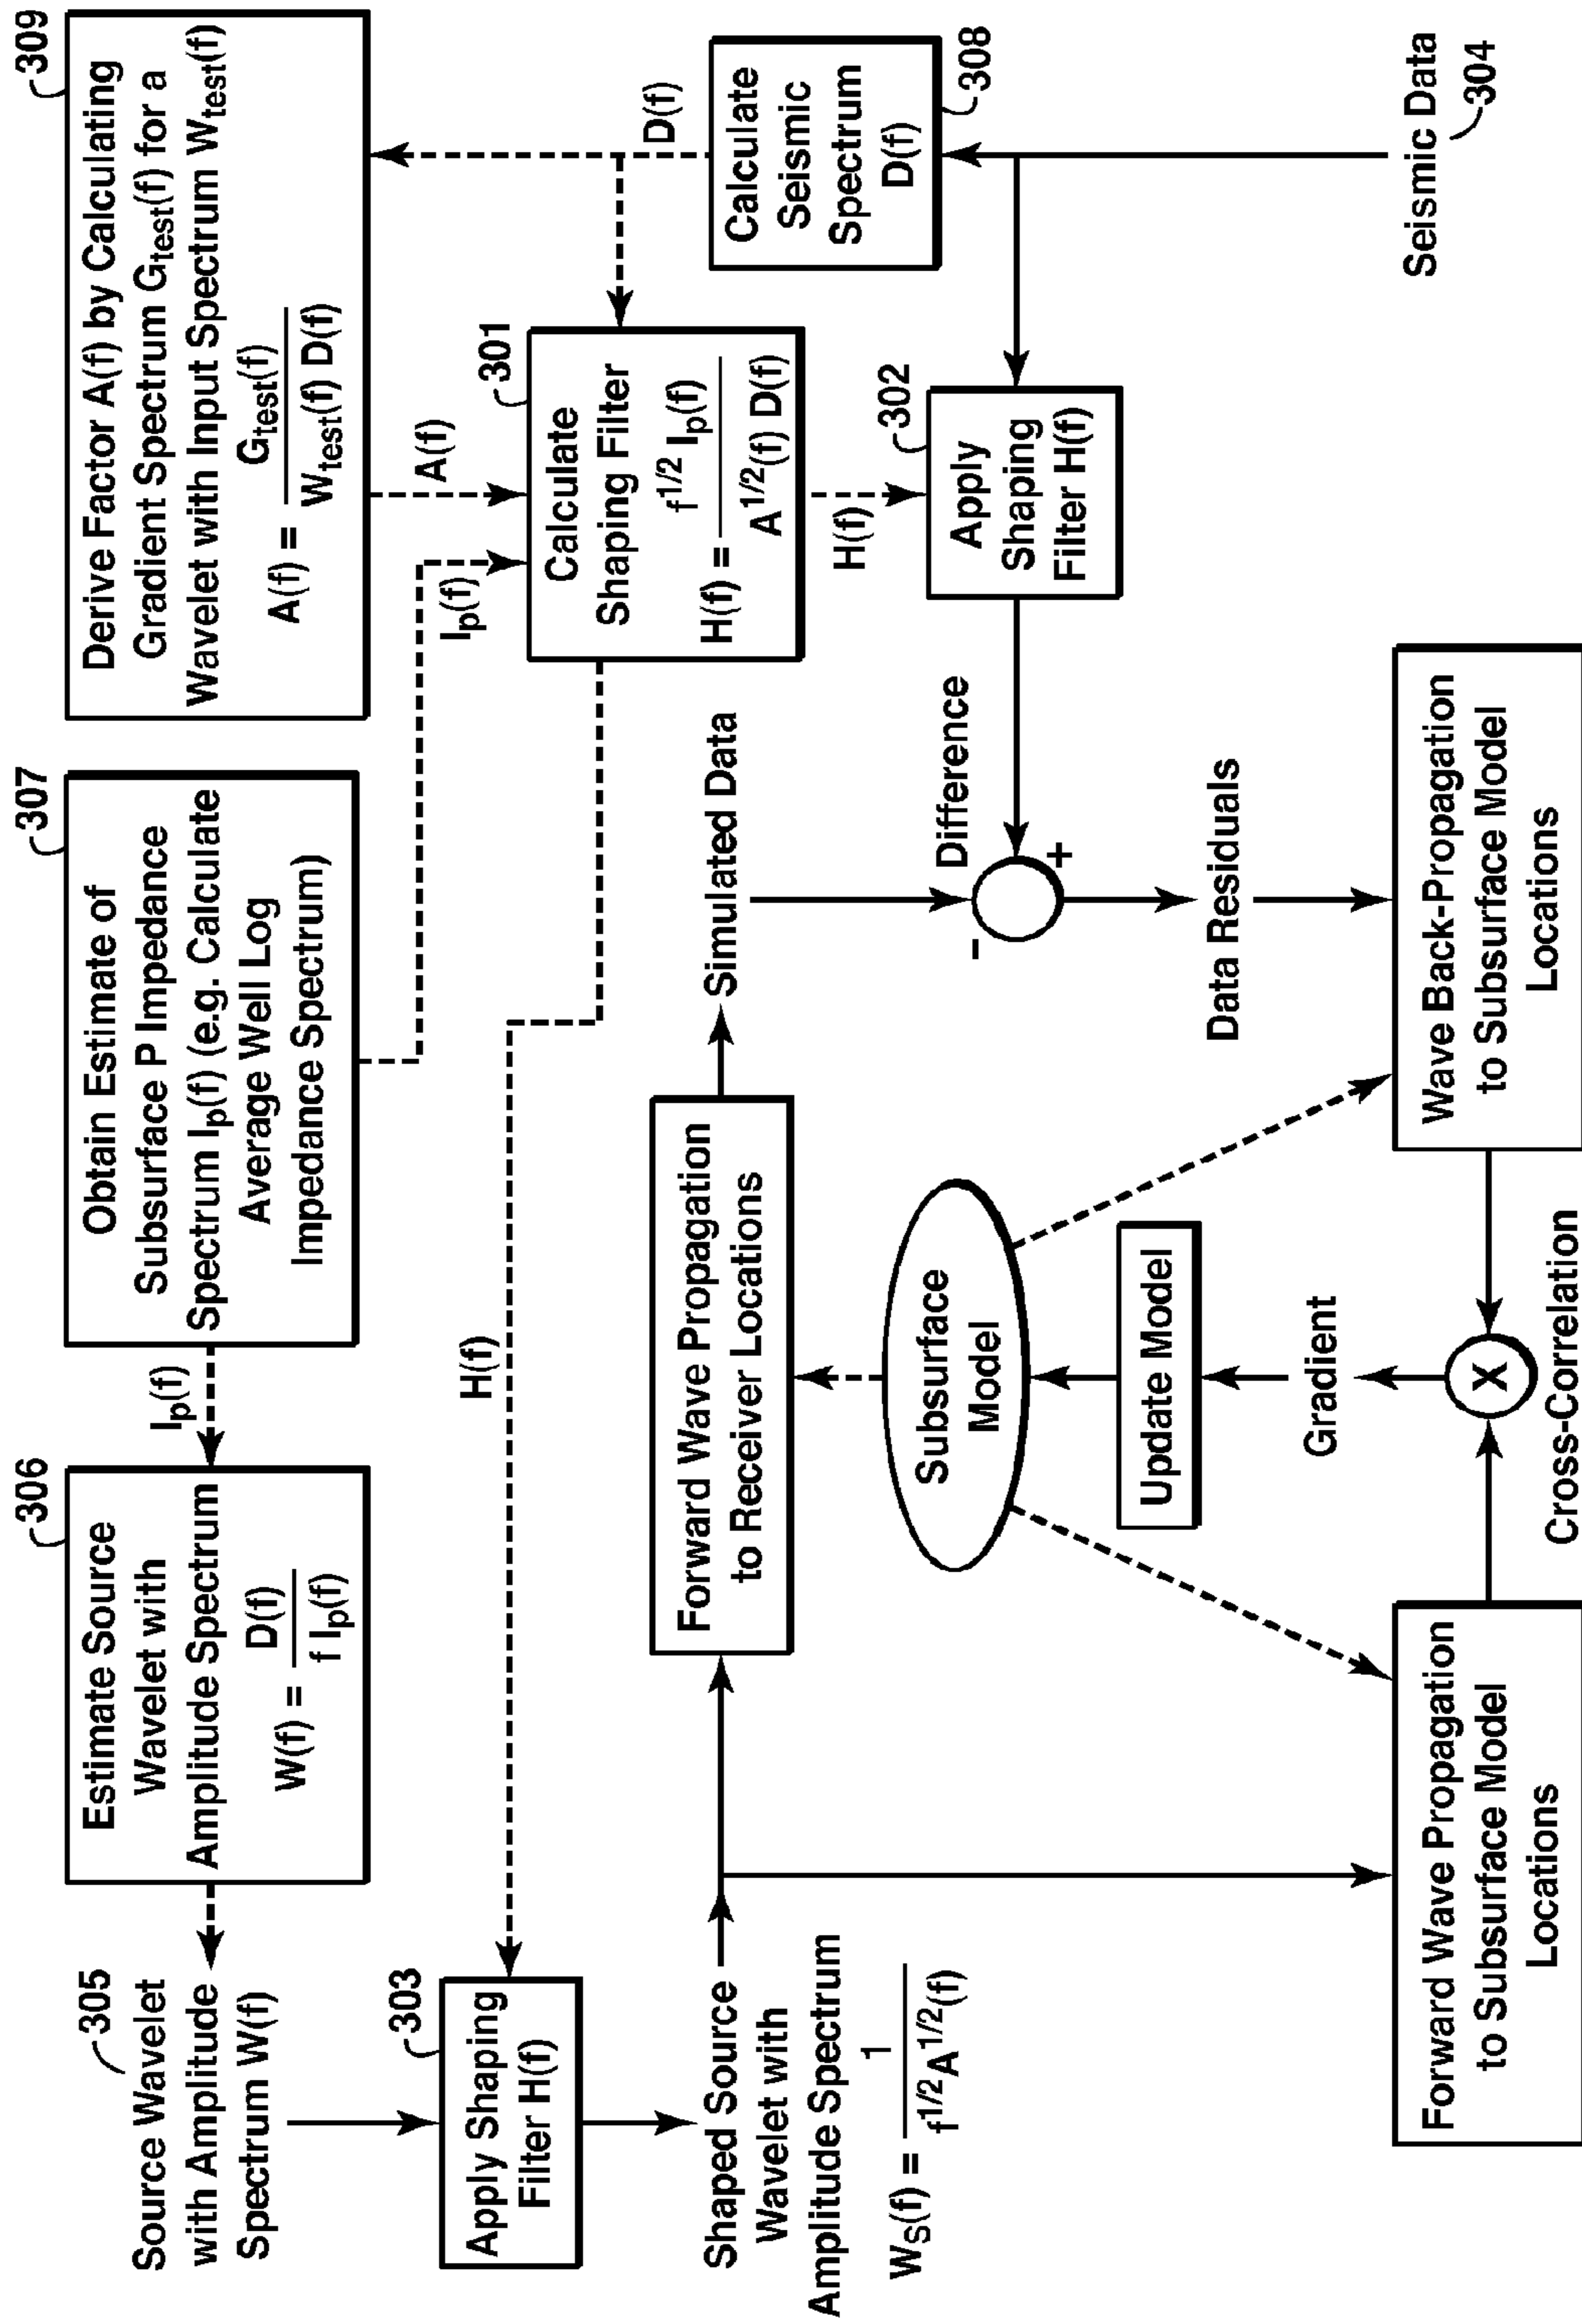 305
Source Wavelet
with Amplitude
Spectrum W(f)
306
Estimate Source
Wavelet with
Amplitude Spectrum
W(f) = D(f) / f Ip(f)
Ip(f)
307
Obtain Estimate of
Subsurface P Impedance
Spectrum Ip(f) (e.g. Calculate
Average Well Log
Impedance Spectrum)
309
Derive Factor A(f) by Calculating
Gradient Spectrum Gtest(f) for a
Wavelet with Input Spectrum Wtest(f)
A(f) = Gtest(f) / Wtest(f) D(f)
303
Apply Shaping
Filter H(f)
H(f)
Ip(f)
A(f)
301
Calculate
Shaping Filter
H(f) = f^1/2 Ip(f) / A^1/2(f) D(f)
D(f)
Shaped Source
Wavelet with
Amplitude Spectrum
Ws(f) = 1 / f^1/2 A^1/2(f)
Forward Wave Propagation
to Receiver Locations
Simulated Data
H(f)
Calculate
Seismic
Spectrum
D(f)
308
Subsurface
Model
Difference
-
+
302
Apply
Shaping
Filter H(f)
Update Model
Data Residuals
Gradient
Seismic Data
304
Forward Wave Propagation
to Subsurface Model
Locations
X
Cross-Correlation
Wave Back-Propagation
to Subsurface Model
Locations